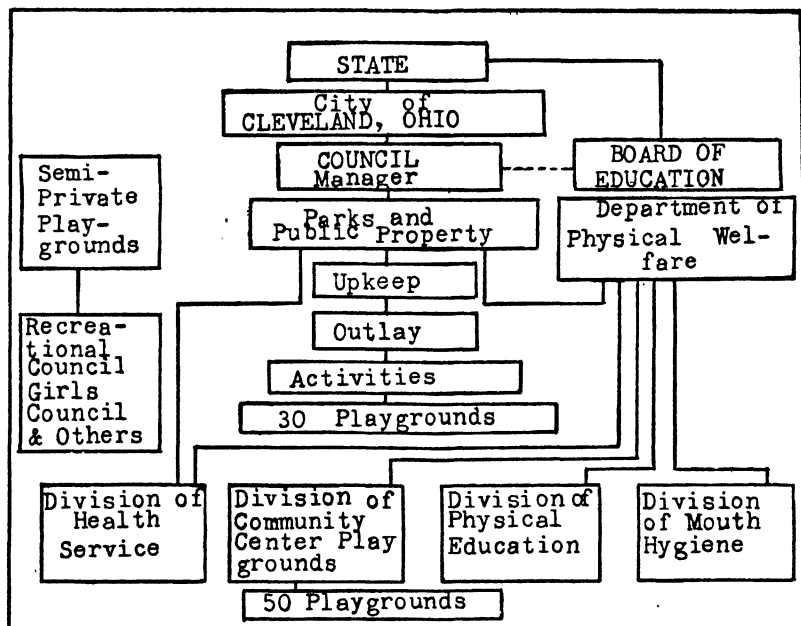 STATE
City of
CLEVELAND, OHIO
COUNCIL
Manager
BOARD OF
EDUCATION
Semi-
Private
Play-
grounds
Parks and
Public Property
Department of
Physical Wel-
fare
Upkeep
Outlay
Activities
30 Playgrounds
Recrea-
tional
Council
Girls
Council
& Others
Division of
Health
Service
Division of
Community
Center Play
grounds
50 Playgrounds
Division of
Physical
Education
Division
of Mouth
Hygiene